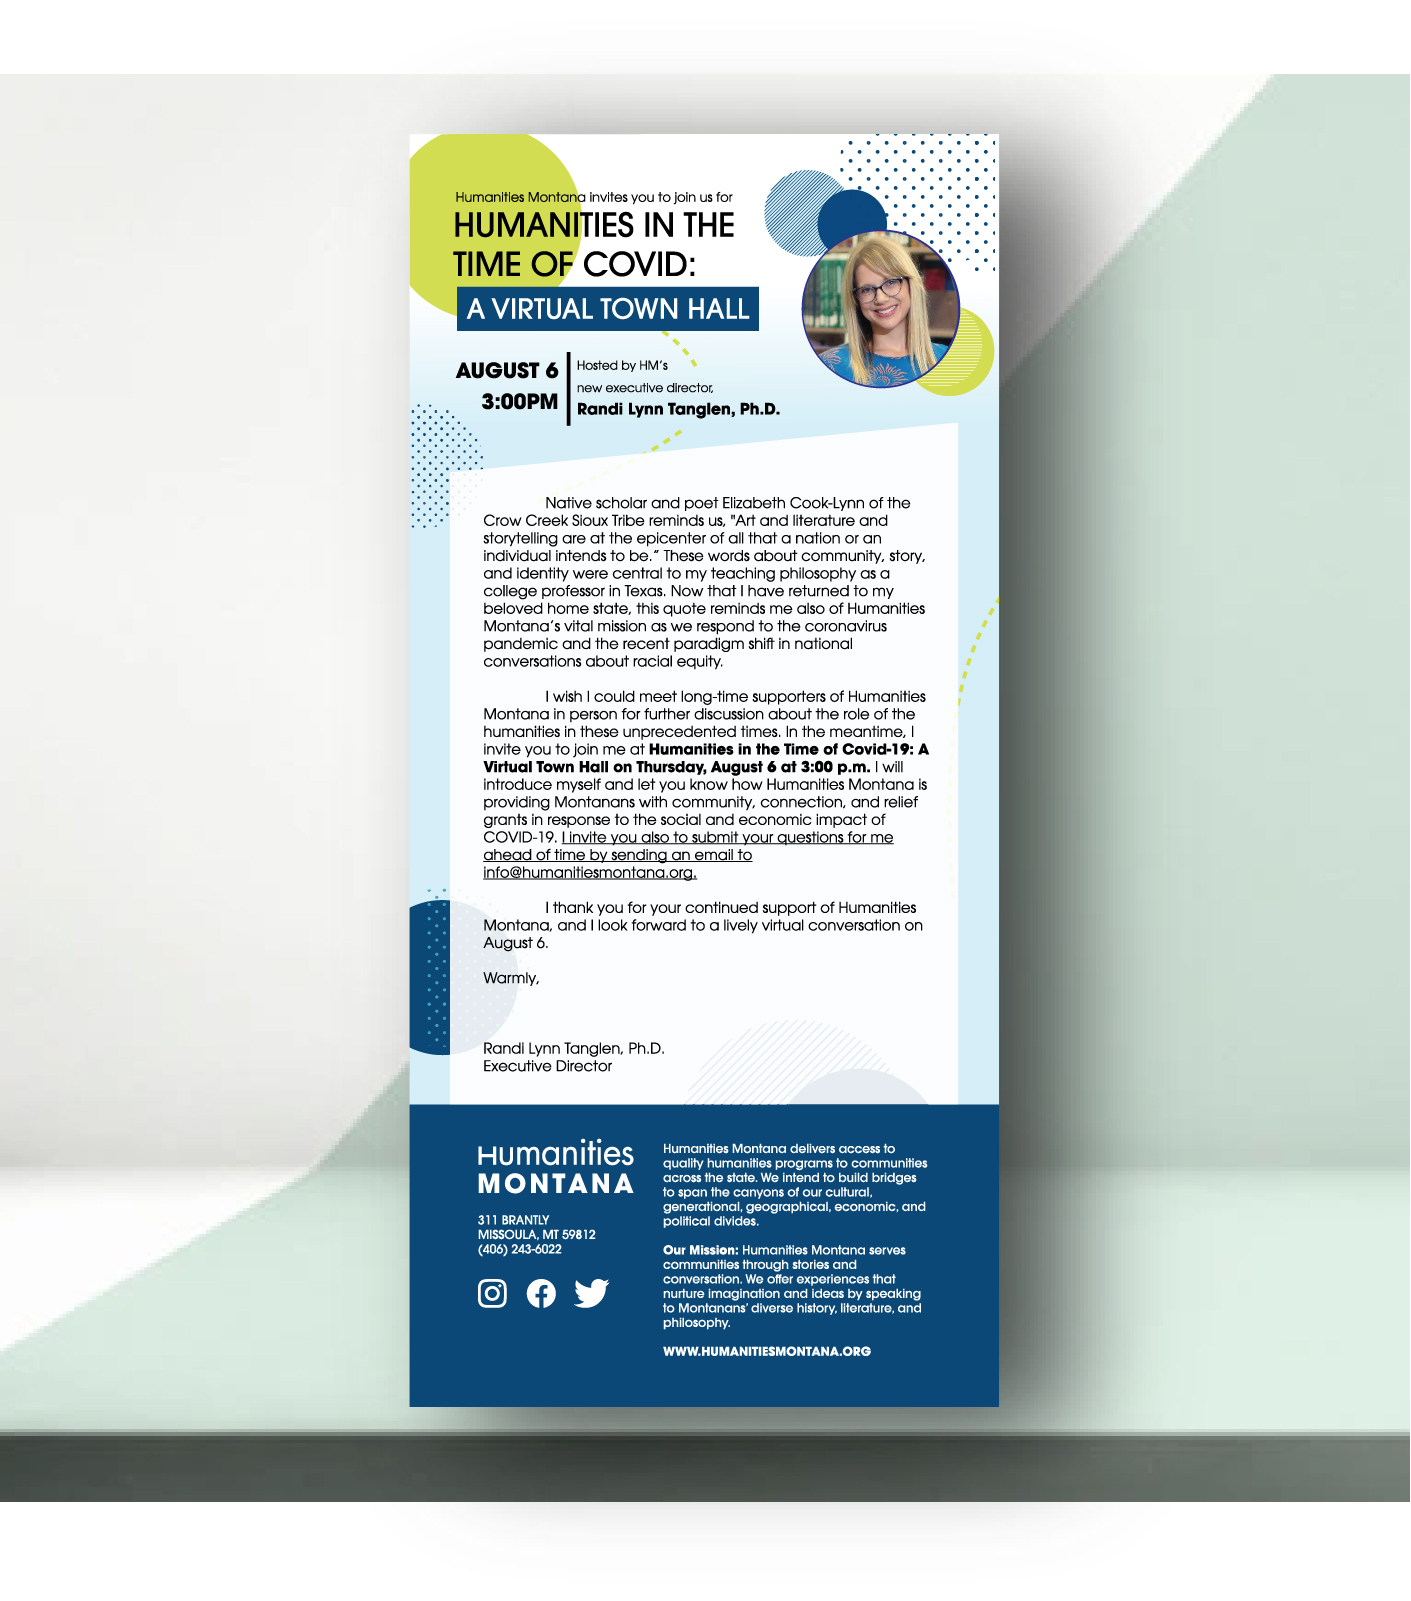 Humanities Montana invites you to join us for
HUMANITIES IN THE
TIME OF COVID:
A VIRTUAL TOWN HALL
AUGUST 6
3:00PM
Hosted by HM's
new executive director,
Randi Lynn Tanglen, Ph.D.
Native scholar and poet Elizabeth Cook-Lynn of the
Crow Creek Sioux Tribe reminds us, "Art and literature and
storytelling are at the epicenter of all that a nation or an
individual intends to be.” These words about community, story,
and identity were central to my teaching philosophy as a
college professor in Texas. Now that I have returned to my
beloved home state, this quote reminds me also of Humanities
Montana's vital mission as we respond to the coronavirus
pandemic and the recent paradigm shift in national
conversations about racial equity.
I wish I could meet long-time supporters of Humanities
Montana in person for further discussion about the role of the
humanities in these unprecedented times. In the meantime, I
invite you to join me at Humanities in the Time of Covid-19: A
Virtual Town Hall on Thursday, August 6 at 3:00 p.m. I will
introduce myself and let you know how Humanities Montana is
providing Montanans with community, connection, and relief
grants in response to the social and economic impact of
COVID-19. I invite you also to submit your questions for me
ahead of time by sending an email to
info@humanitiesmontana.org.
I thank you for your continued support of Humanities
Montana, and I look forward to a lively virtual conversation on
August 6.
Warmly,
Randi Lynn Tanglen, Ph.D.
Executive Director
Humanities
MONTANA
311 BRANTLY
MISSOULA, MT 59812
(406) 243-6022
Humanities Montana delivers access to
quality humanities programs to communities
across the state. We intend to build bridges
to span the canyons of our cultural,
generational, geographical, economic, and
political divides.
Our Mission: Humanities Montana serves
communities through stories and
conversation. We offer experiences that
nurture imagination and ideas by speaking
to Montanans' diverse history, literature, and
philosophy.
WWW.HUMANITIESMONTANA.ORG